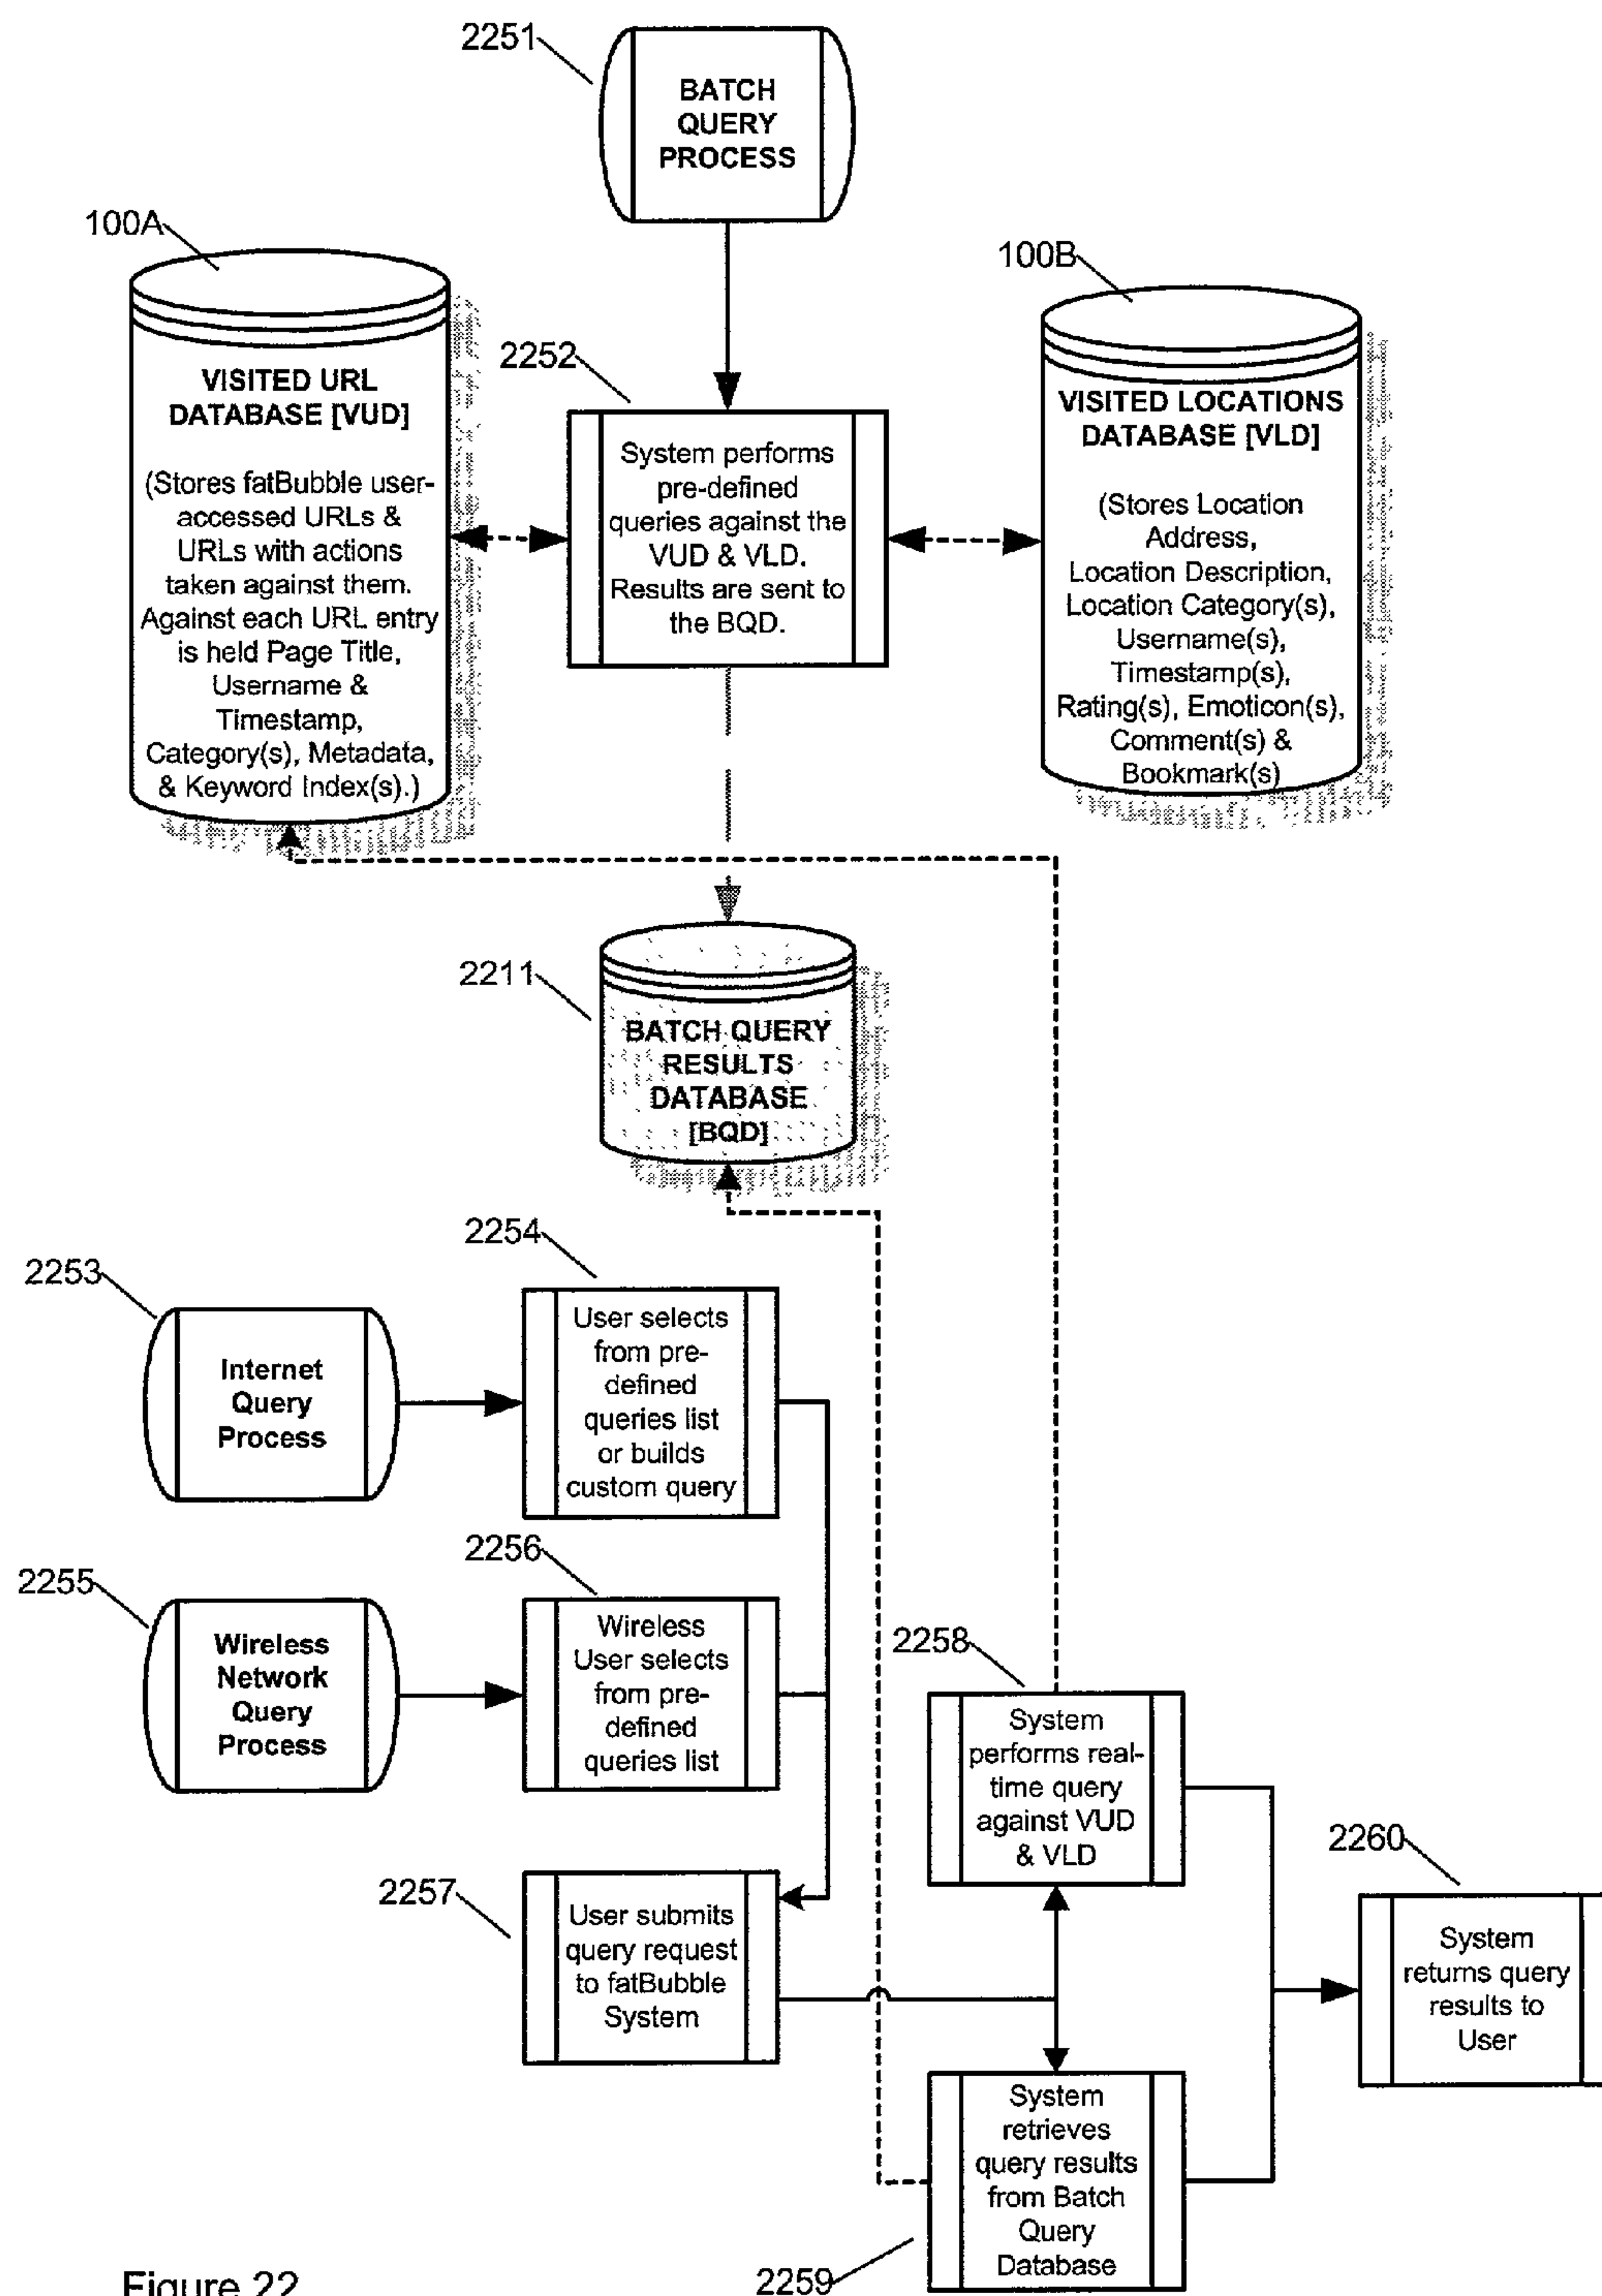 2251
BATCH
QUERY
PROCESS
100A
100B
VISITED URL
DATABASE [VUD]
(Stores fatBubble user-
accessed URLs &
URLs with actions
taken against them.
Against each URL entry
is held Page Title,
Username &
Timestamp,
Category(s), Metadata,
& Keyword Index(s).)
2252
System performs
pre-defined
queries against the
VUD & VLD.
Results are sent to
the BQD.
VISITED LOCATIONS
DATABASE [VLD]
(Stores Location
Address,
Location Description,
Location Category(s),
Username(s),
Timestamp(s),
Rating(s), Emoticon(s),
Comment(s) &
Bookmark(s)
2211
BATCH QUERY
RESULTS
DATABASE
[BQD]
2253
Internet
Query
Process
2254
User selects
from pre-
defined
queries list
or builds
custom query
2255
Wireless
Network
Query
Process
2256
Wireless
User selects
from pre-
defined
queries list
2257
User submits
query request
to fatBubble
System
2258
System
performs real-
time query
against VUD
& VLD
2260
System
returns query
results to
User
System
retrieves
query results
from Batch
Query
Database
2259
Figure 22